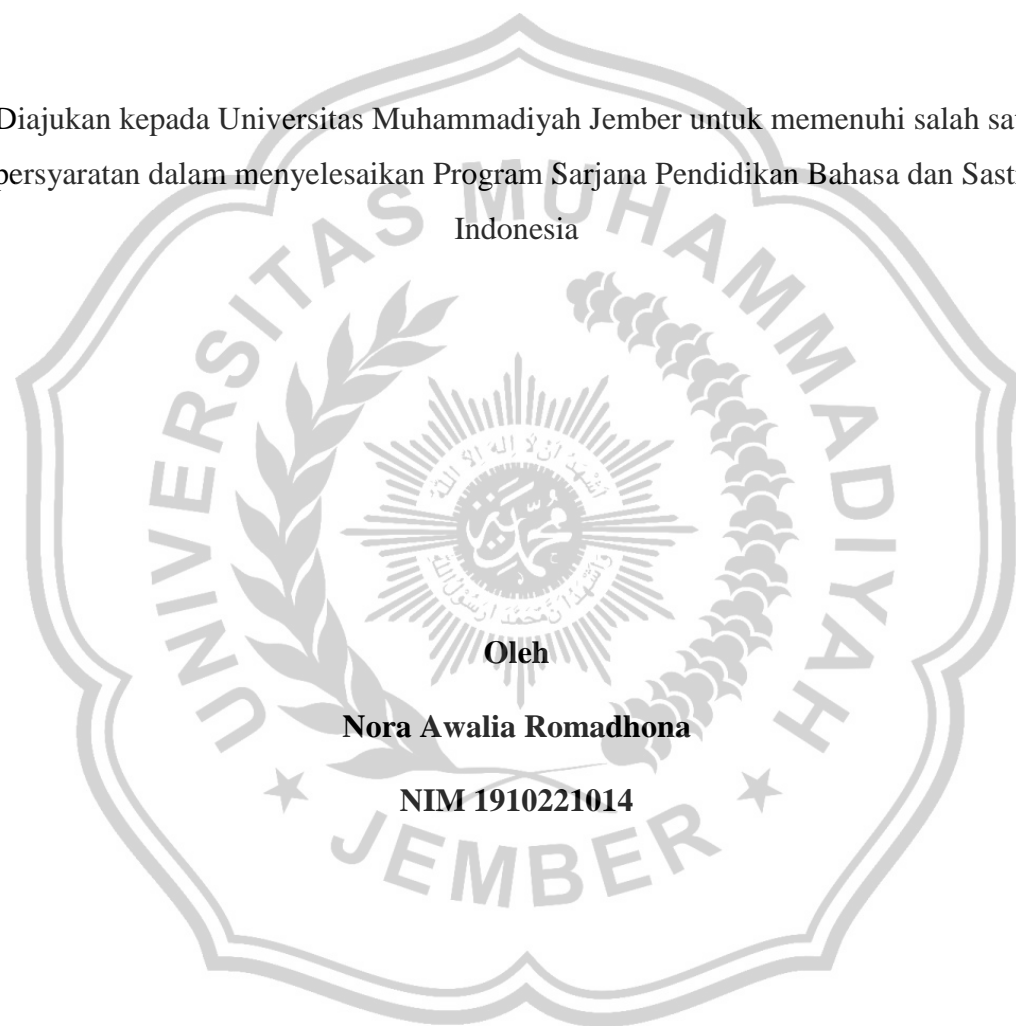 Diajukan kepada Universitas Muhammadiyah Jember untuk memenuhi salah sa
persyaratan dalam menyelesaikan Program Sarjana Pendidikan Bahasa dan Sast
Indonesia
UNIVERSITAS MUHAMMADIYAH
Oleh
Nora Awalia Romadhona
NIM 1910221014
JEMBER